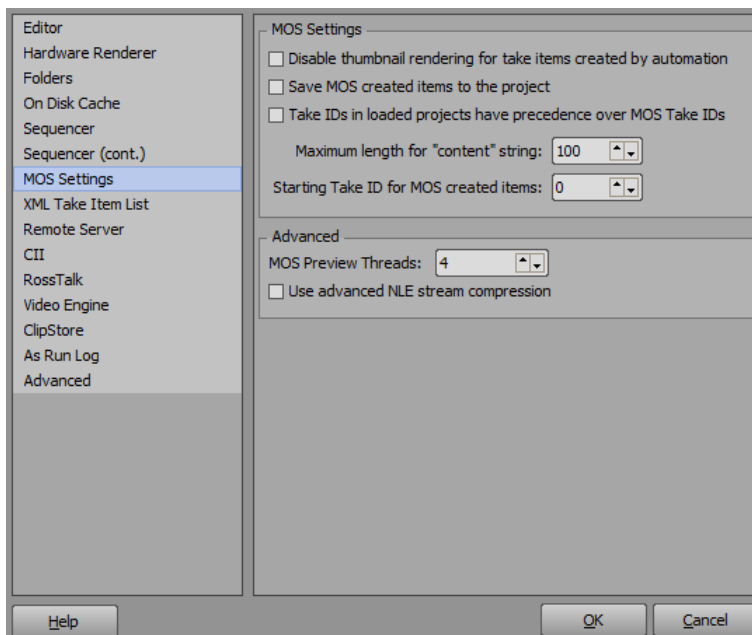 Editor
Hardware Renderer
Folders
On Disk Cache
Sequencer
Sequencer (cont.)
MOS Settings
XML Take Item List
Remote Server
CII
RossTalk
Video Engine
ClipStore
As Run Log
Advanced
MOS Settings
Disable thumbnail rendering for take items created by automation
Save MOS created items to the project
Take IDs in loaded projects have precedence over MOS Take IDs
Maximum length for "content" string: 100
Starting Take ID for MOS created items: 0
Advanced
MOS Preview Threads: 4
Use advanced NLE stream compression
Help
OK
Cancel